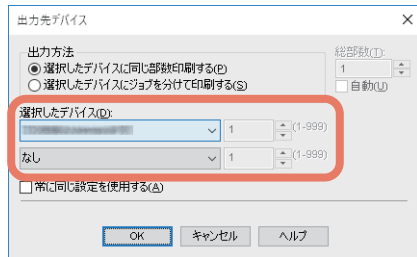 出力先デバイス
出力方法
選択したデバイスに同じ部数印刷する(P)
選択したデバイスにジョブを分けて印刷する(S)
総部数(T):
1
自動(U)
選択したデバイス(D):
1 (1-999)
なし 1 (1-999)
常に同じ設定を使用する(A)
OK キャンセル ヘルプ